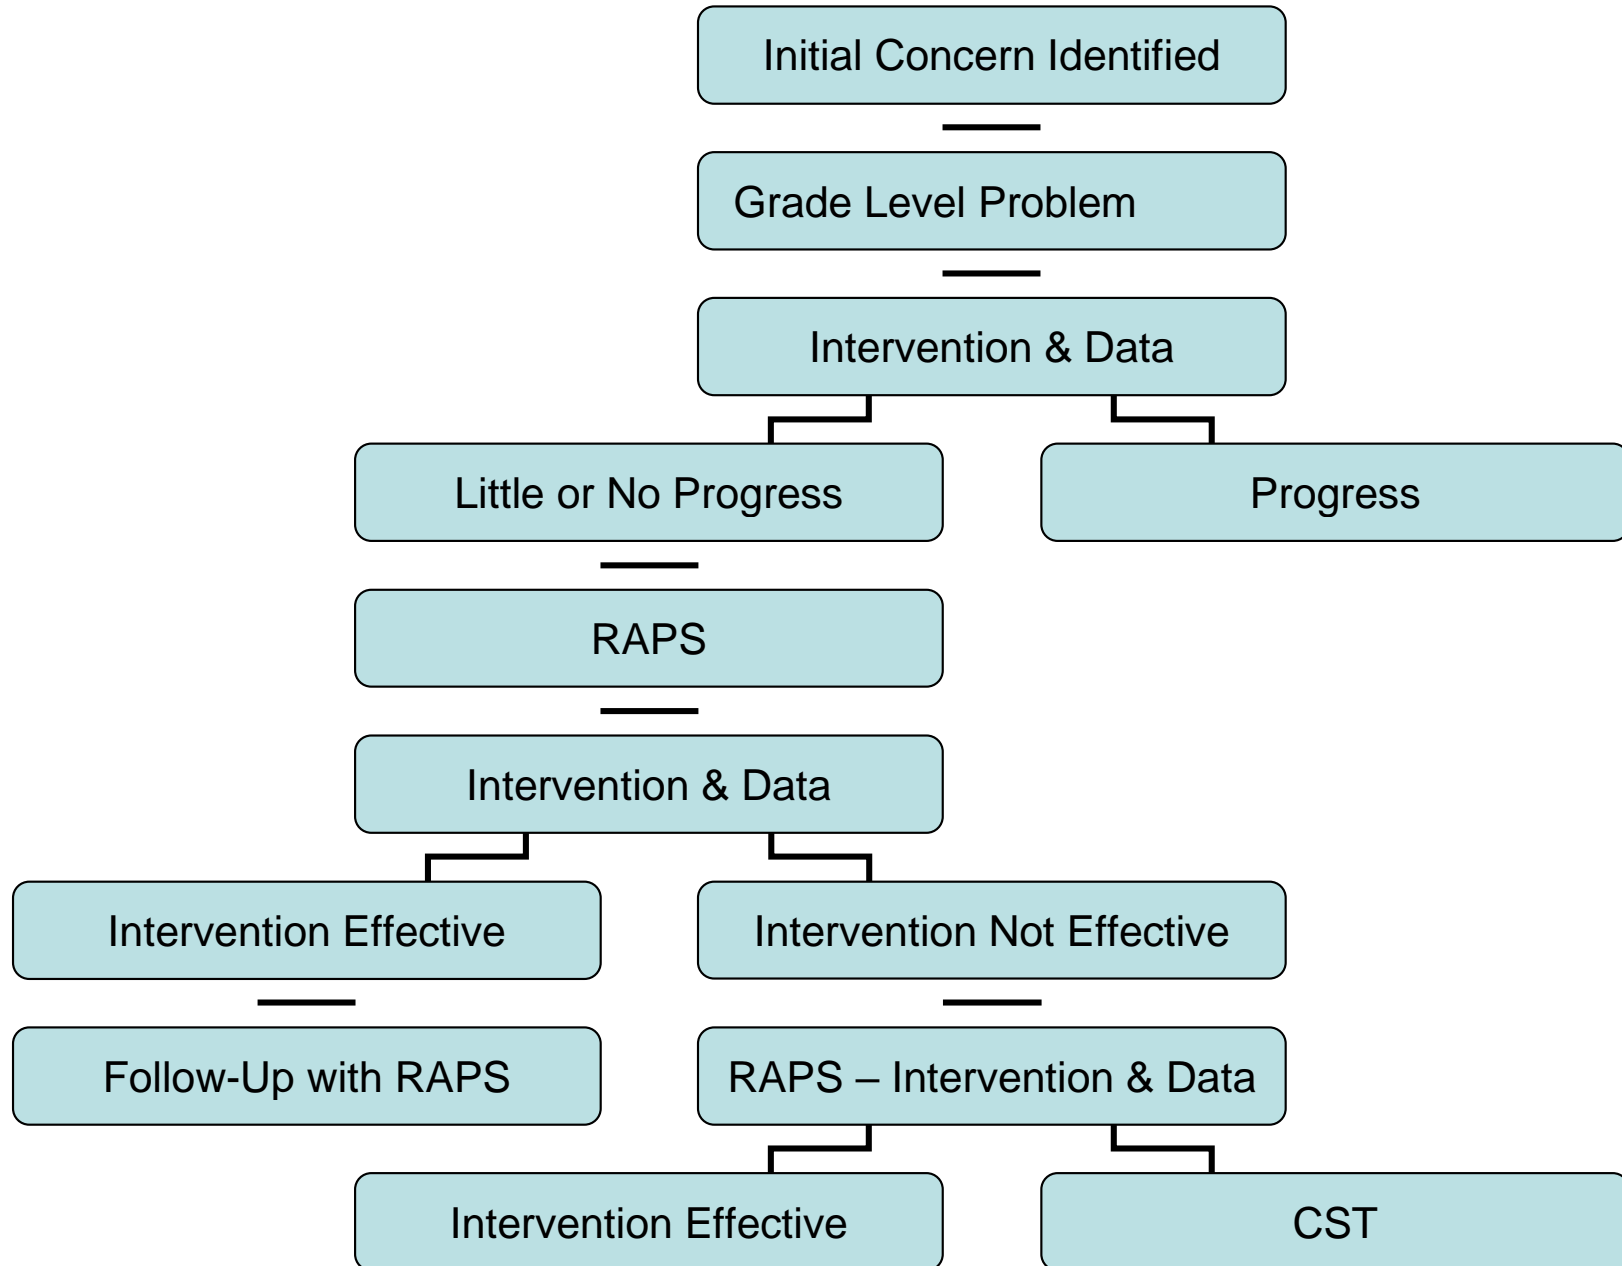 Initial Concern Identified
Grade Level Problem
Intervention & Data
Little or No Progress
Progress
RAPS
Intervention & Data
Intervention Effective
Intervention Not Effective
Follow-Up with RAPS
RAPS – Intervention & Data
Intervention Effective
CST